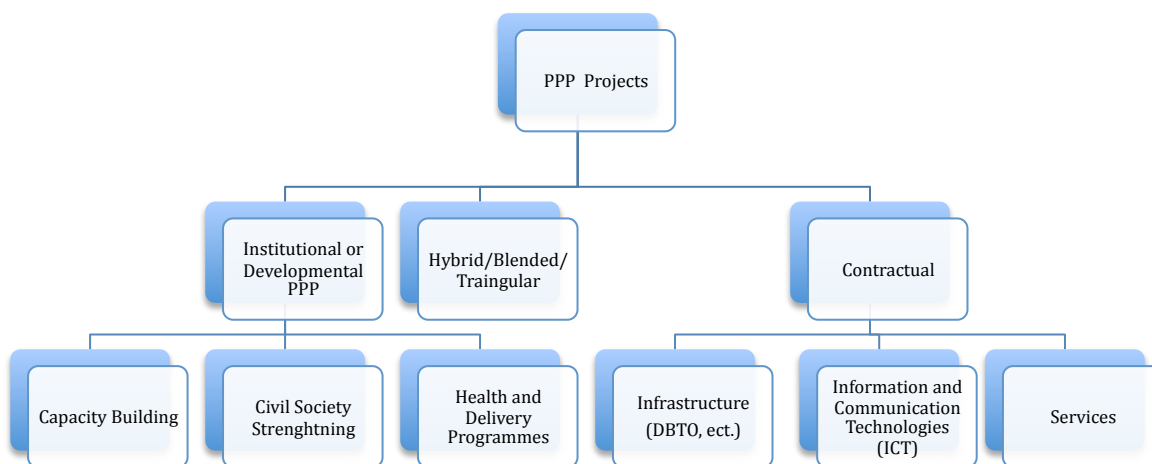 PPP Projects
Institutional or
Developmental
PPP
Hybrid/Blended/
Traingular
Contractual
Capacity Building
Civil Society
Strenghtning
Health and
Delivery
Programmes
Infrastructure
(DBTO, ect.)
Information and
Communication
Technologies
(ICT)
Services